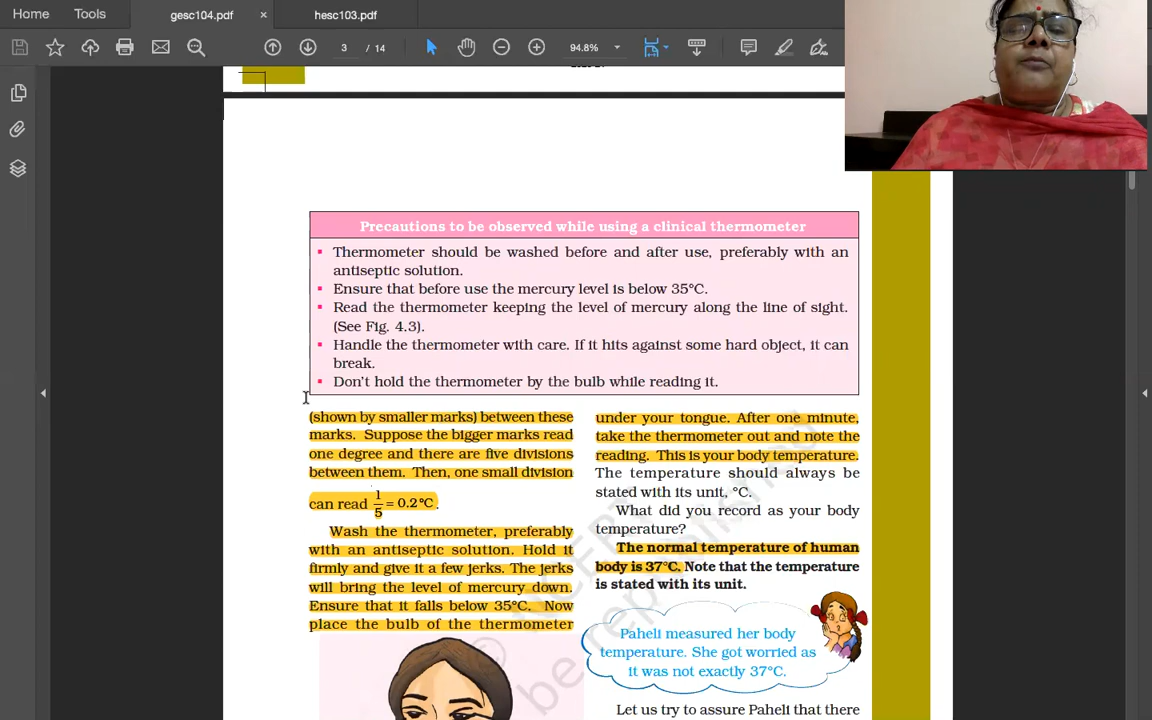 Home Tools gesc104.pdf × hesc103.pdf
3 / 14 94.8%
Precautions to be observed while using a clinical thermometer
▪ Thermometer should be washed before and after use, preferably with an
antiseptic solution.
▪ Ensure that before use the mercury level is below 35°C.
▪ Read the thermometer keeping the level of mercury along the line of sight.
(See Fig. 4.3).
▪ Handle the thermometer with care. If it hits against some hard object, it can
break.
▪ Don't hold the thermometer by the bulb while reading it.
(shown by smaller marks) between these
marks. Suppose the bigger marks read
one degree and there are five divisions
between them. Then, one small division
can read 1/5 = 0.2°C.
Wash the thermometer, preferably
with an antiseptic solution. Hold it
firmly and give it a few jerks. The jerks
will bring the level of mercury down.
Ensure that it falls below 35°C. Now
place the bulb of the thermometer
under your tongue. After one minute,
take the thermometer out and note the
reading. This is your body temperature.
The temperature should always be
stated with its unit, °C.
What did you record as your body
temperature?
The normal temperature of human
body is 37°C. Note that the temperature
is stated with its unit.
Paheli measured her body
temperature. She got worried as
it was not exactly 37°C.
Let us try to assure Paheli that there
© NCERT
be republished